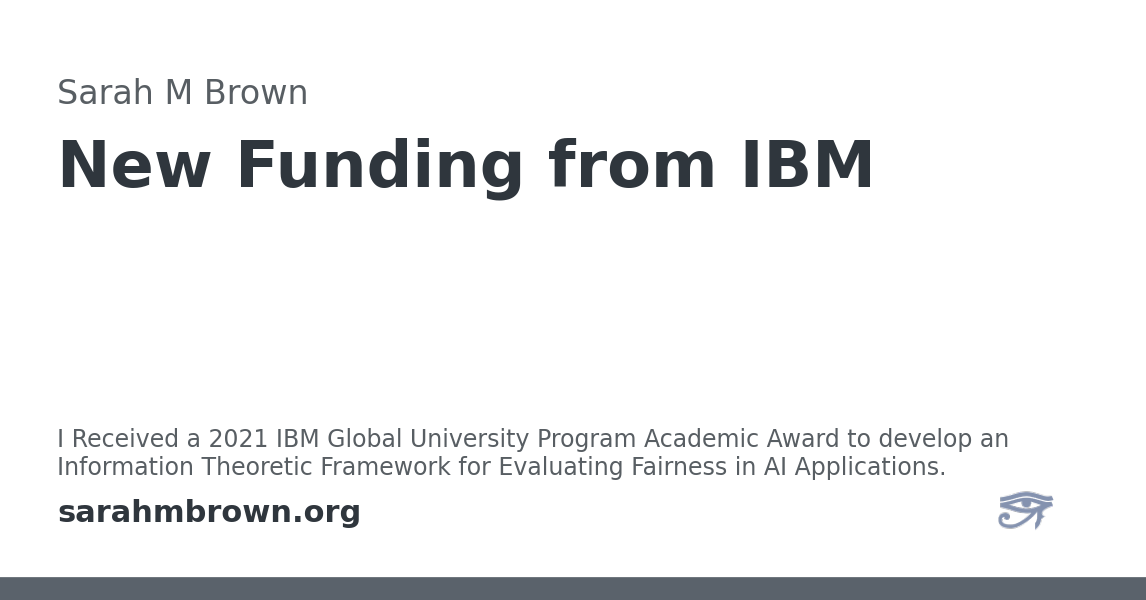 Sarah M Brown
New Funding from IBM
I Received a 2021 IBM Global University Program Academic Award to develop an
Information Theoretic Framework for Evaluating Fairness in AI Applications.
sarahmbrown.org